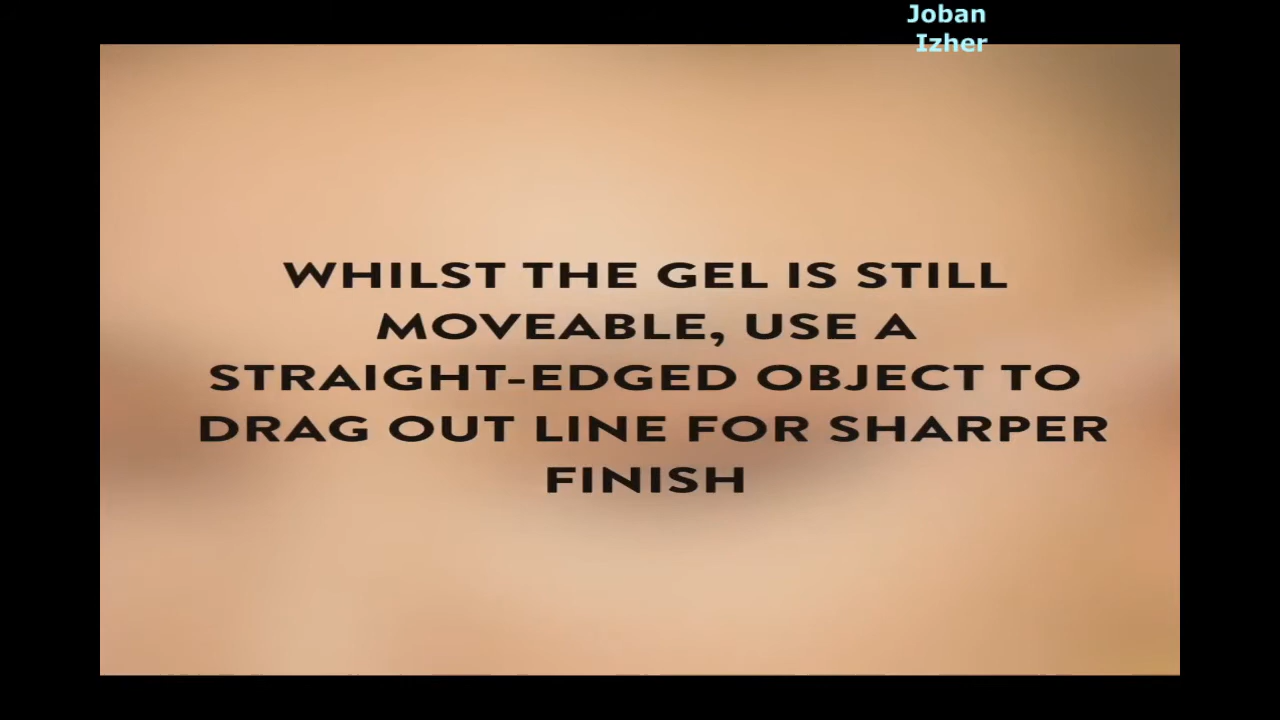 Joban
Izher
WHILST THE GEL IS STILL
MOVEABLE, USE A
STRAIGHT-EDGED OBJECT TO
DRAG OUT LINE FOR SHARPER
FINISH